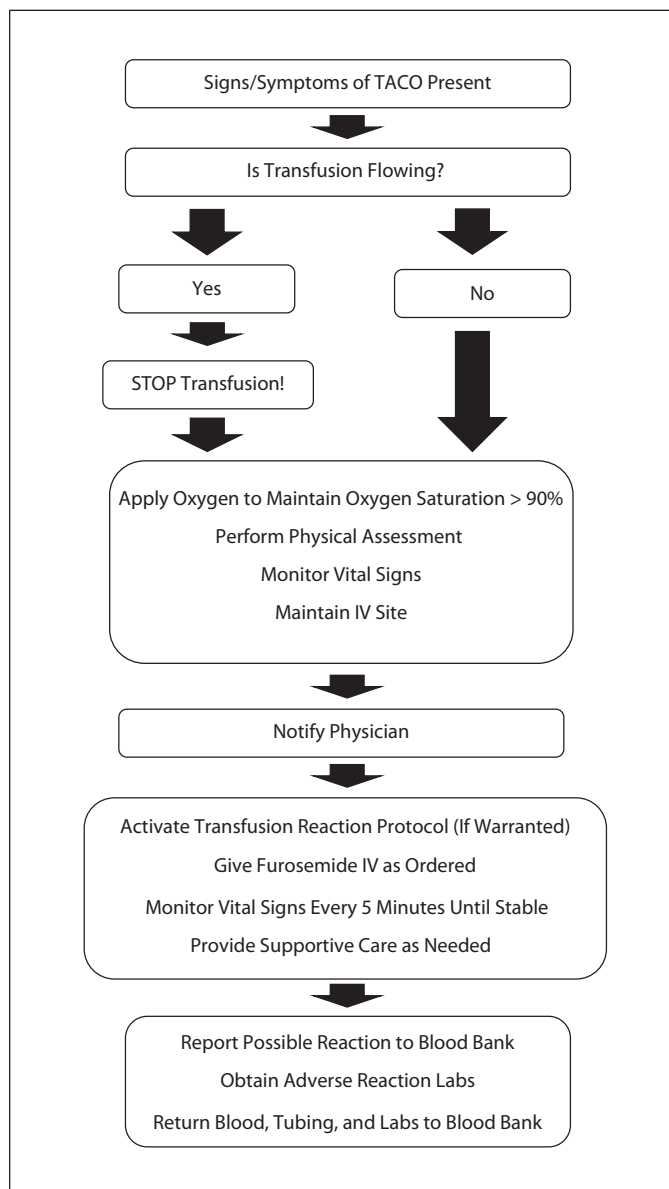 Signs/Symptoms of TACO Present
Is Transfusion Flowing?
Yes
No
STOP Transfusion!
Apply Oxygen to Maintain Oxygen Saturation > 90%
Perform Physical Assessment
Monitor Vital Signs
Maintain IV Site
Notify Physician
Activate Transfusion Reaction Protocol (If Warranted)
Give Furosemide IV as Ordered
Monitor Vital Signs Every 5 Minutes Until Stable
Provide Supportive Care as Needed
Report Possible Reaction to Blood Bank
Obtain Adverse Reaction Labs
Return Blood, Tubing, and Labs to Blood Bank